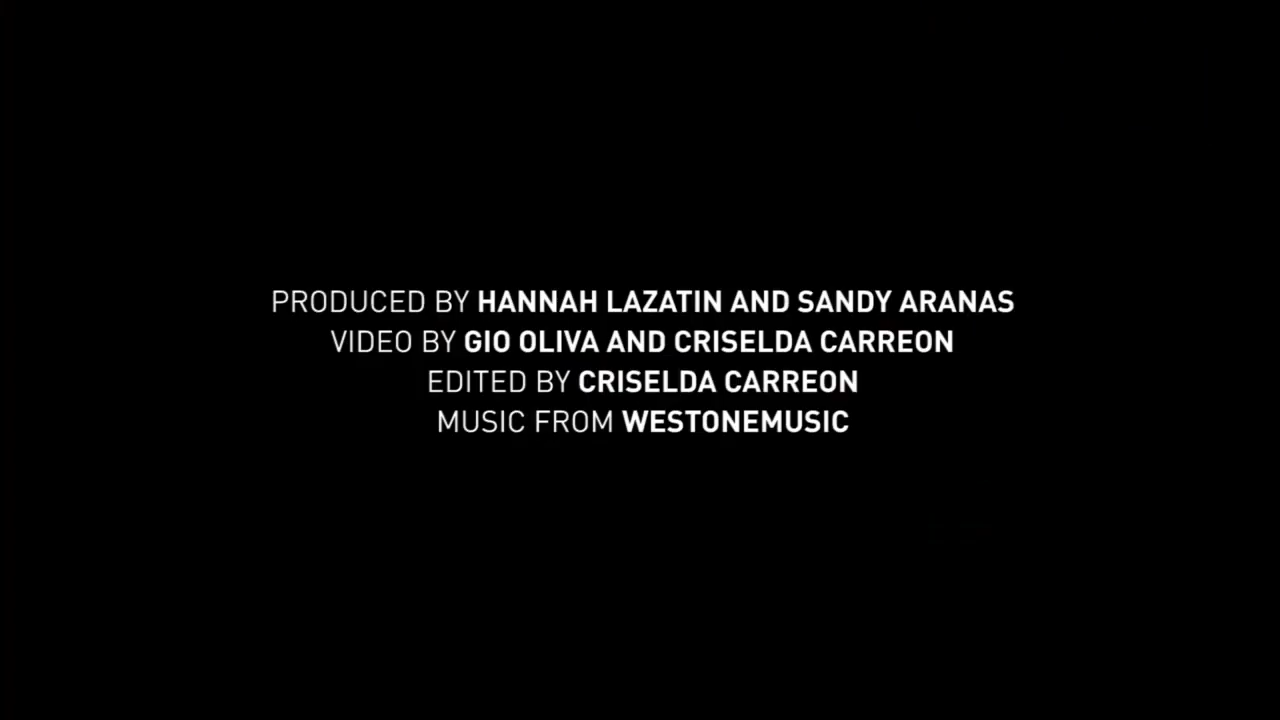 PRODUCED BY HANNAH LAZATIN AND SANDY ARANAS
VIDEO BY GIO OLIVA AND CRISELDA CARREON
EDITED BY CRISELDA CARREON
MUSIC FROM WESTONEMUSIC